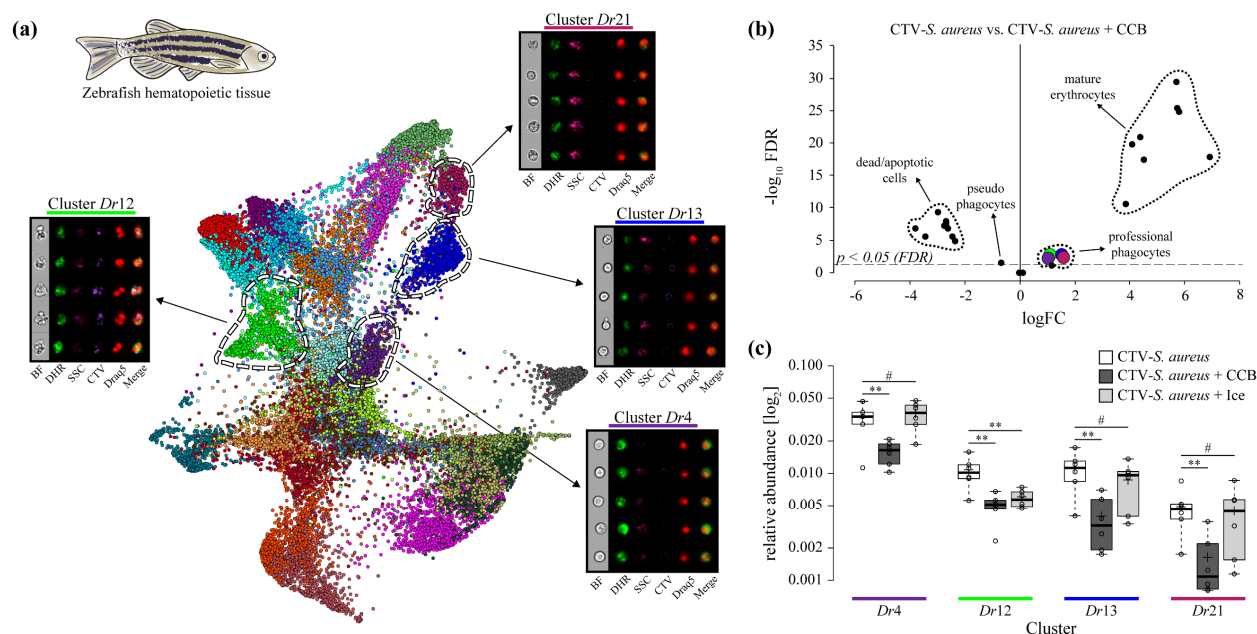 (a)
Zebrafish hematopoietic tissue
Cluster Dr21
BF DHR SSC CTV Draq5 Merge
Cluster Dr12
BF DHR SSC CTV Draq5 Merge
Cluster Dr13
BF DHR SSC CTV Draq5 Merge
Cluster Dr4
BF DHR SSC CTV Draq5 Merge
(b)
CTV-S. aureus vs. CTV-S. aureus + CCB
-log10 FDR
35
30
25
20
15
10
5
0
mature
erythrocytes
dead/apoptotic
cells
pseudo
phagocytes
professional
phagocytes
p < 0.05 (FDR)
-6 -4 -2 0 2 4 6 8
logFC
(c)
CTV-S. aureus
CTV-S. aureus + CCB
CTV-S. aureus + Ice
relative abundance [log2]
0.100
0.050
0.020
0.010
0.005
0.002
0.001
#
**
**
**
#
**
#
**
Dr4 Dr12 Dr13 Dr21
Cluster